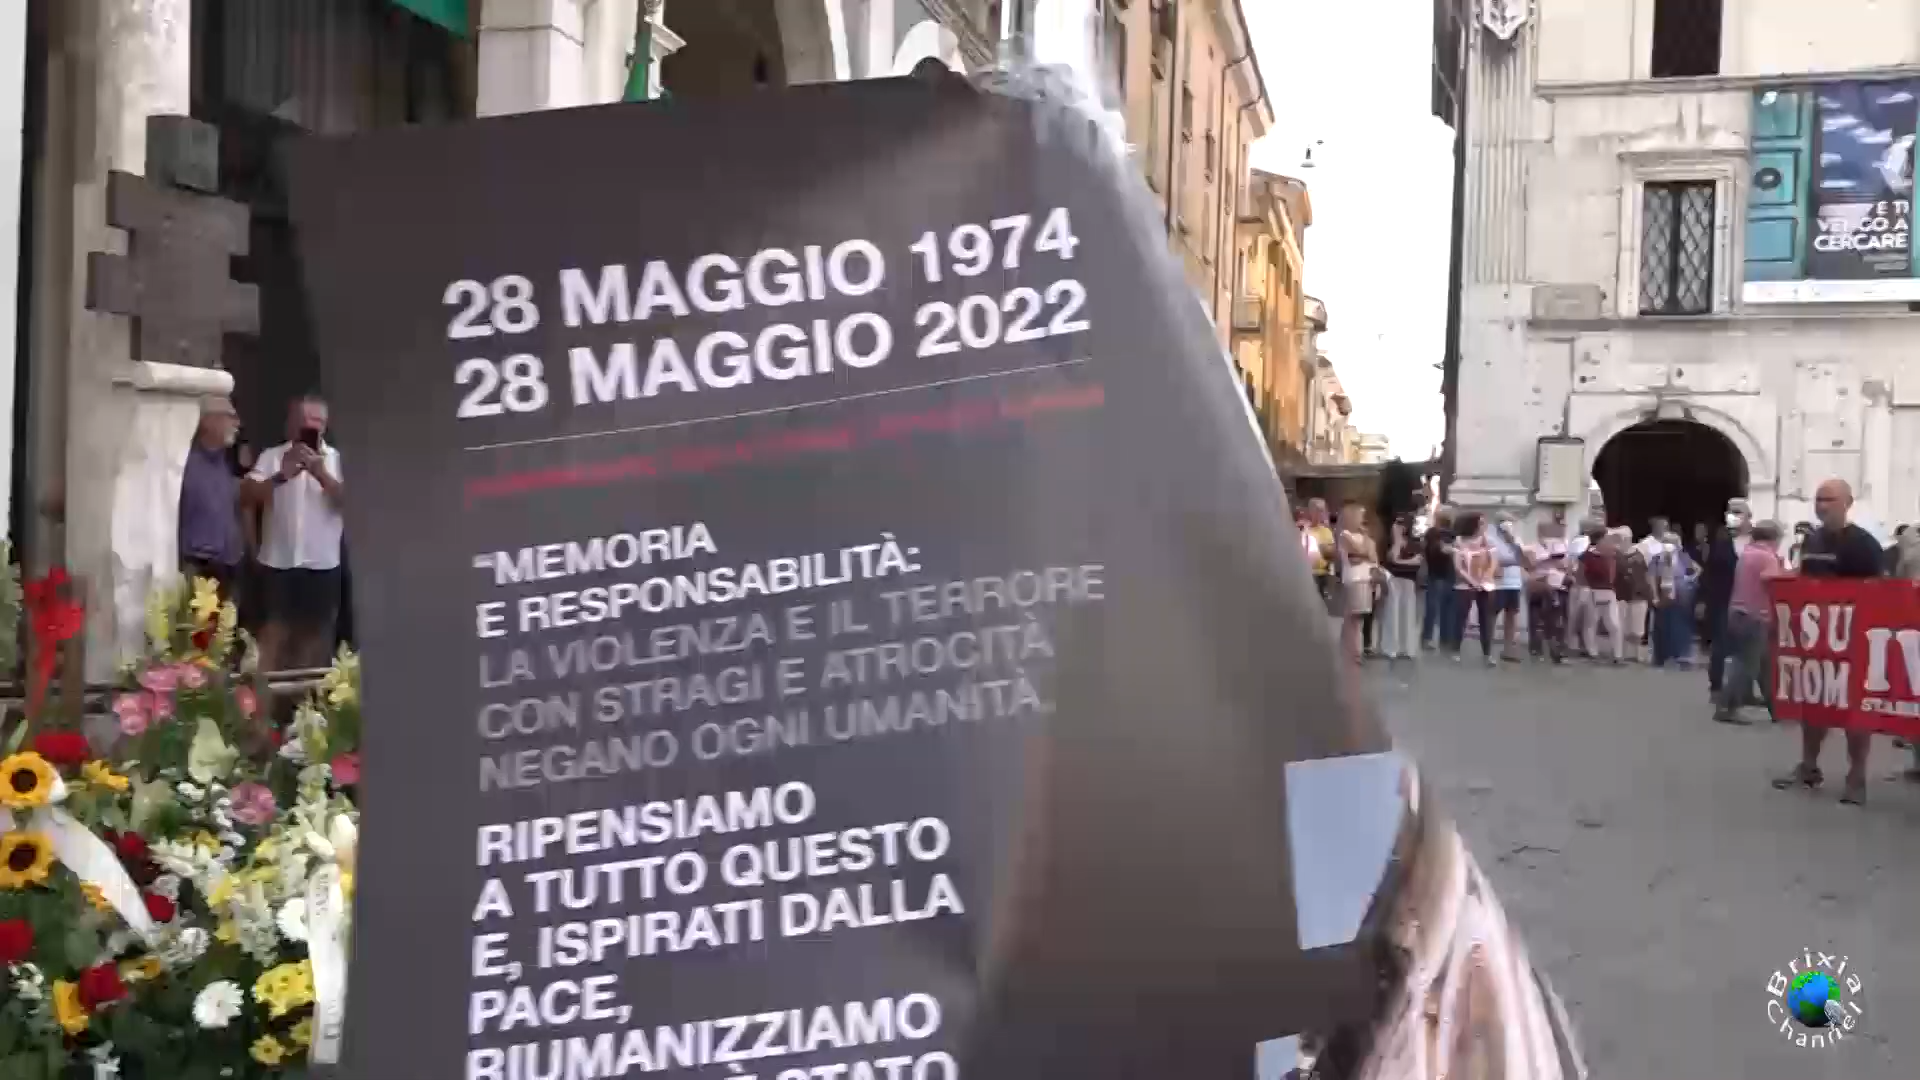 28 MAGGIO 1974
28 MAGGIO 2022
"MEMORIA
E RESPONSABILITÀ:
LA VIOLENZA E IL TERRORE
CON STRAGI E ATROCITÀ
NEGANO OGNI UMANITÀ.
RIPENSIAMO
A TUTTO QUESTO
E, ISPIRATI DALLA
PACE,
RIUMANIZZIAMO
È STATO
E TI
VENGO A
CERCARE
RSU
FIOM
Brixia
Channel